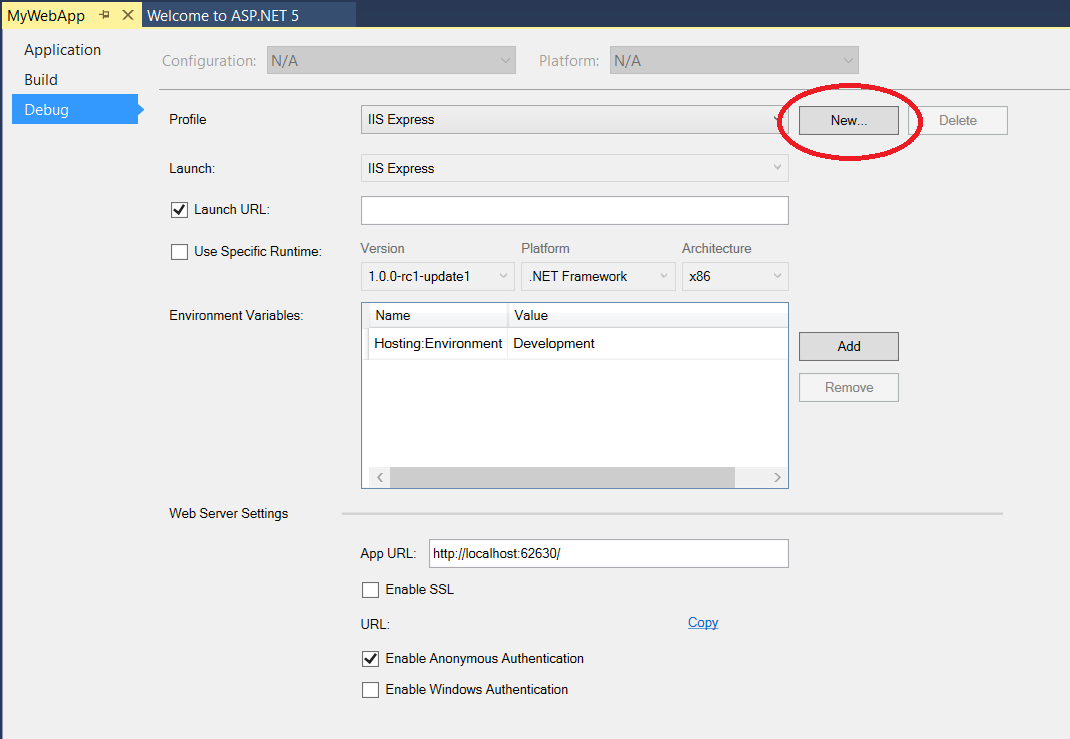 MyWebApp Welcome to ASP.NET 5
Application
Build
Debug
Configuration: N/A Platform: N/A
Profile IIS Express New... Delete
Launch: IIS Express
Launch URL:
Use Specific Runtime: Version Platform Architecture
1.0.0-rc1-update1 .NET Framework x86
Environment Variables: Name Value
Hosting:Environment Development
Add
Remove
Web Server Settings
App URL: http://localhost:62630/
Enable SSL
URL: Copy
Enable Anonymous Authentication
Enable Windows Authentication